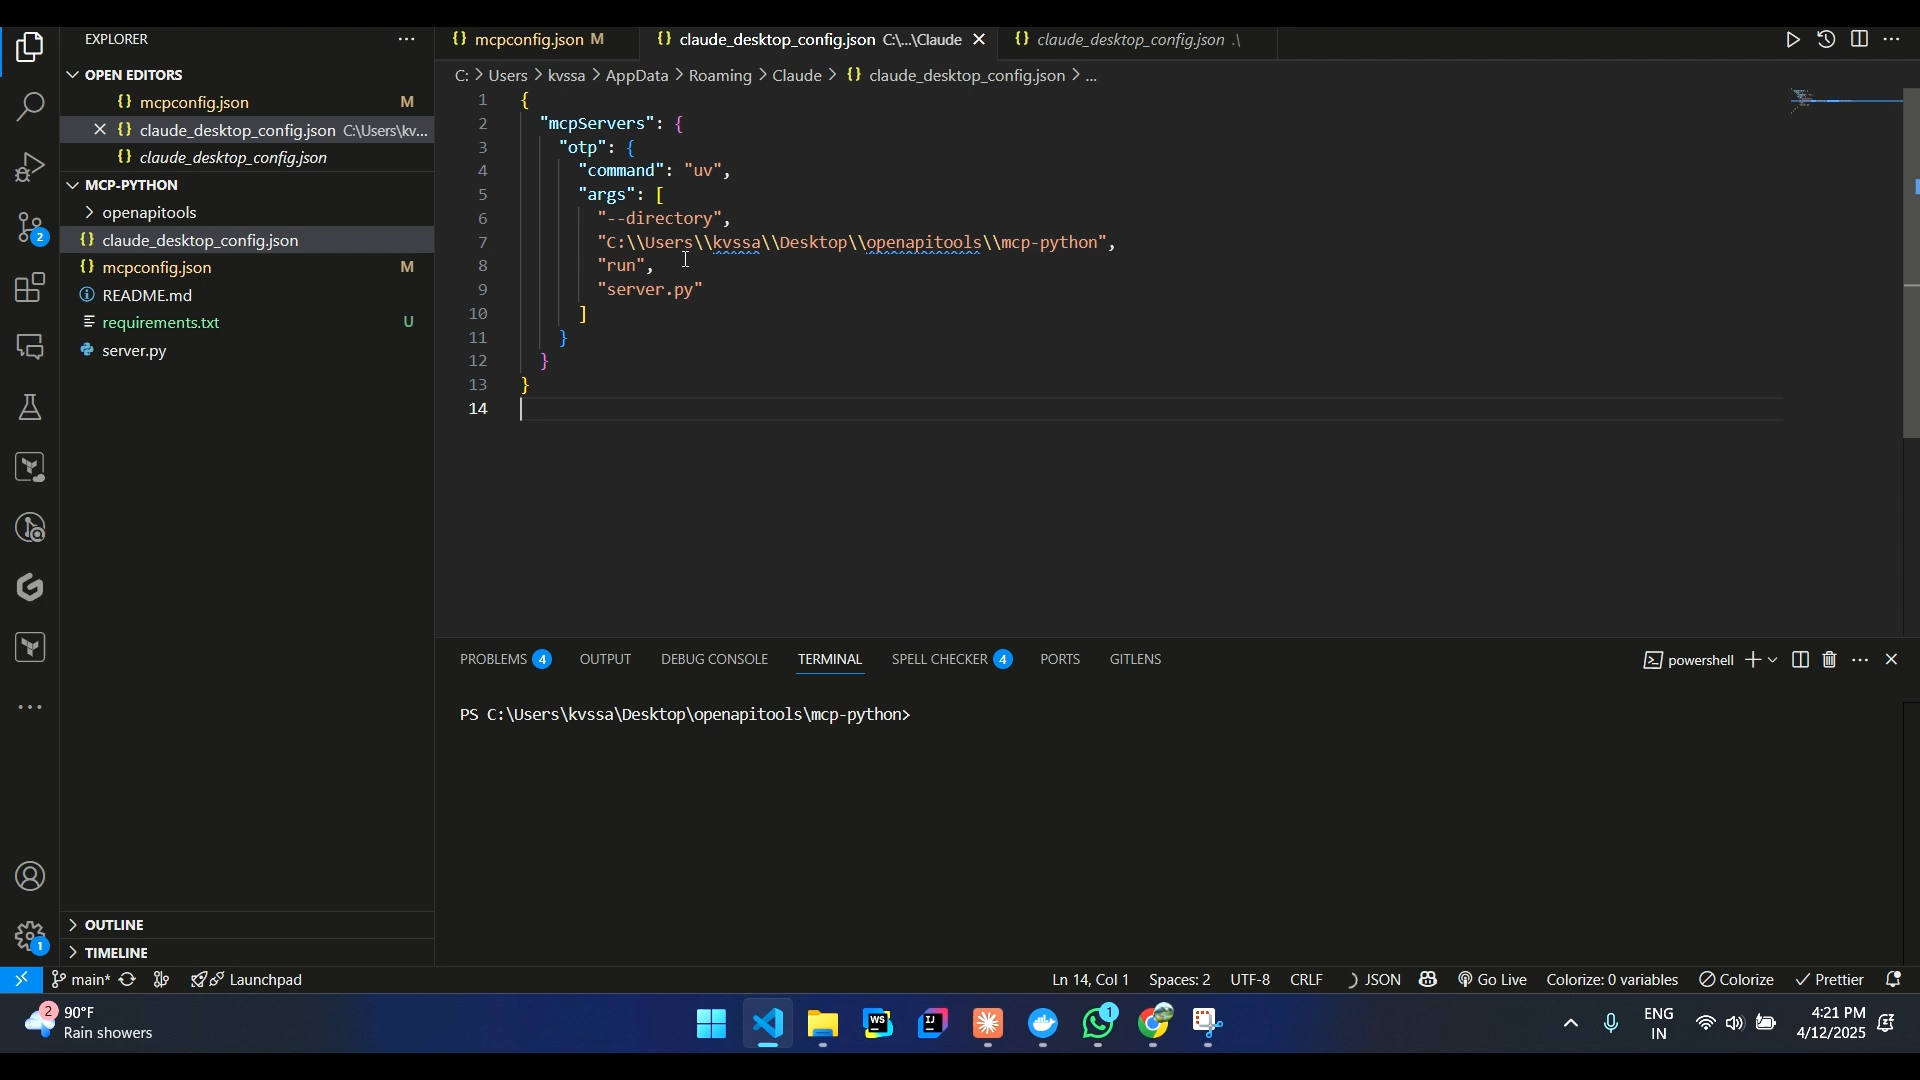 EXPLORER
OPEN EDITORS
mcpconfig.json M
claude_desktop_config.json C:\Users\kv...
claude_desktop_config.json
MCP-PYTHON
openapitools
claude_desktop_config.json
mcpconfig.json M
README.md
requirements.txt U
server.py
OUTLINE
TIMELINE
mcpconfig.json M
claude_desktop_config.json C:\...\Claude
claude_desktop_config.json .\
C: > Users > kvssa > AppData > Roaming > Claude > {} claude_desktop_config.json > ...
1 {
2 "mcpServers": {
3 "otp": {
4 "command": "uv",
5 "args": [
6 "--directory",
7 "C:\\Users\\kvssa\\Desktop\\openapitools\\mcp-python",
8 "run",
9 "server.py"
10 ]
11 }
12 }
13 }
14
PROBLEMS 4 OUTPUT DEBUG CONSOLE TERMINAL SPELL CHECKER 4 PORTS GITLENS
powershell
PS C:\Users\kvssa\Desktop\openapitools\mcp-python>
2
1
main* Launchpad
Ln 14, Col 1 Spaces: 2 UTF-8 CRLF JSON Go Live Colorize: 0 variables Colorize Prettier
2 90°F
Rain showers
WS
IJ
1
ENG
IN
4:21 PM
4/12/2025